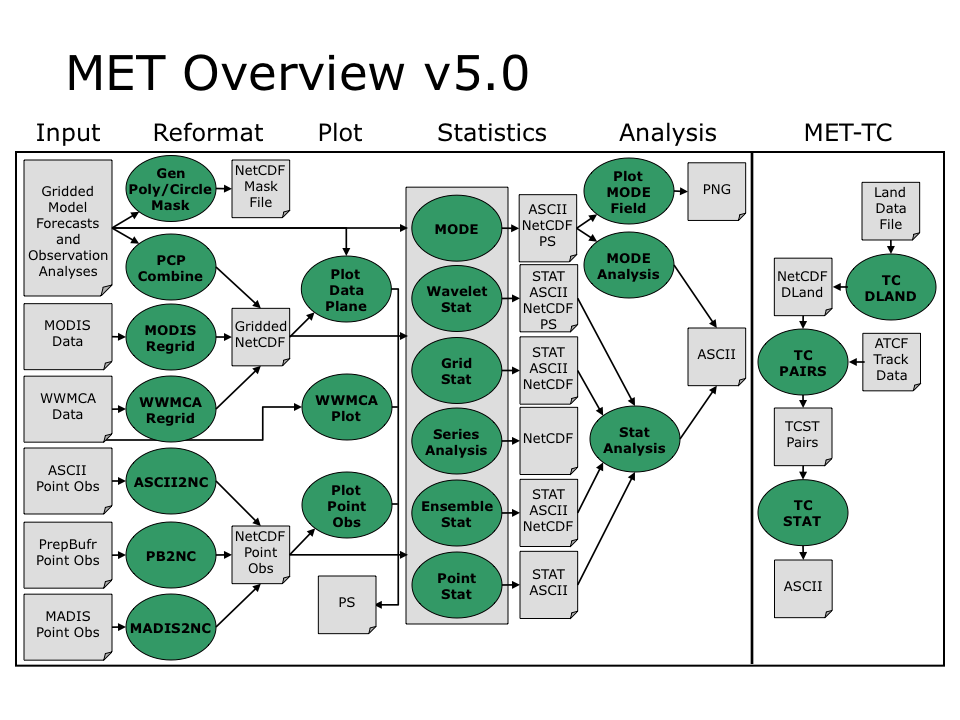 MET Overview v5.0
Input
Reformat
Plot
Statistics
Analysis
MET-TC
Gridded
Model
Forecasts
and
Observation
Analyses
MODIS
Data
WWMCA
Data
ASCII
Point Obs
PrepBufr
Point Obs
MADIS
Point Obs
Gen
Poly/Circle
Mask
PCP
Combine
MODIS
Regrid
WWMCA
Regrid
ASCII2NC
PB2NC
MADIS2NC
NetCDF
Mask
File
Gridded
NetCDF
NetCDF
Point
Obs
Plot
Data
Plane
WWMCA
Plot
Plot
Point
Obs
PS
MODE
Wavelet
Stat
Grid
Stat
Series
Analysis
Ensemble
Stat
Point
Stat
ASCII
NetCDF
PS
STAT
ASCII
NetCDF
PS
STAT
ASCII
NetCDF
NetCDF
STAT
ASCII
NetCDF
STAT
ASCII
Plot
MODE
Field
MODE
Analysis
Stat
Analysis
PNG
ASCII
Land
Data
File
NetCDF
DLand
TC
DLAND
TC
PAIRS
ATCF
Track
Data
TCST
Pairs
TC
STAT
ASCII